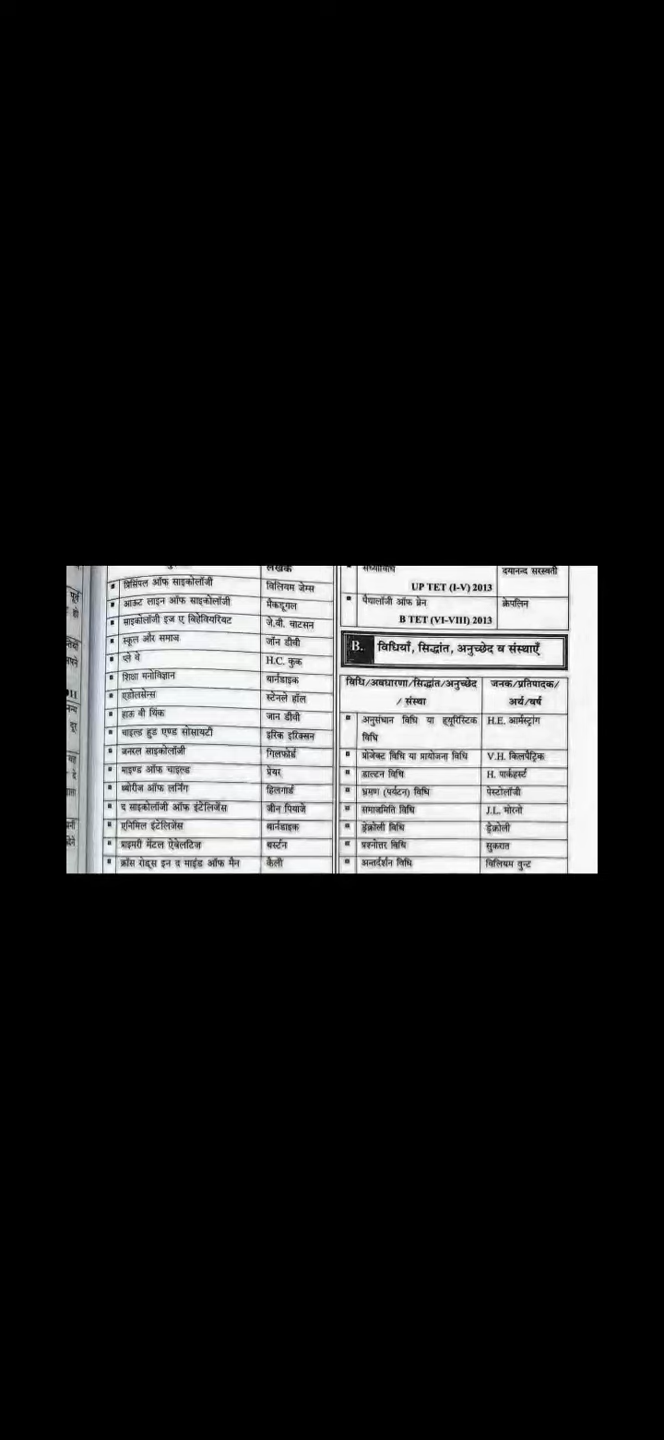 पूर्व
हो
लेखक
प्रिंसिपल ऑफ साइकोलॉजी विलियम जेम्स
आऊट लाइन ऑफ साइकोलॉजी मैकडूगल
साइकोलॉजी इज ए बिहेवियरिस्ट जे.वी. वाटसन
स्कूल और समाज जॉन डीवी
प्ले वे H.C. कुक
शिक्षा मनोविज्ञान थार्नडाइक
एडोलसेन्स स्टेनले हॉल
हाऊ वी थिंक जान डीवी
चाइल्ड हुड एण्ड सोसायटी इरिक इरिक्सन
जनरल साइकोलॉजी गिलफोर्ड
माइण्ड ऑफ चाइल्ड प्रेयर
थ्योरीज ऑफ लर्निंग हिलगार्ड
द साइकोलॉजी ऑफ इंटेलिजेंस जीन पियाजे
एनिमिल इंटेलिजेंस थार्नडाइक
प्राइमरी मेंटल ऐबेलटिज थर्स्टन
क्रॉस रोड्स इन द माइंड ऑफ मैन कैली
दयानन्द सरस्वती
UP TET (I-V) 2013
पैथालॉजी ऑफ ब्रेन क्रेपलिन
B TET (VI-VIII) 2013
B. विधियाँ, सिद्धांत, अनुच्छेद व संस्थाएँ
विधि/अवधारणा/सिद्धांत/अनुच्छेद जनक/प्रतिपादक/
/ संस्था अर्थ/वर्ष
अनुसंधान विधि या ह्यूरिस्टिक H.E. आर्मस्ट्रांग
विधि
प्रोजेक्ट विधि या प्रायोजना विधि V.H. किलपैट्रिक
डाल्टन विधि H. पार्कहर्स्ट
भ्रमण (पर्यटन) विधि पेस्टोलॉजी
समाजमिति विधि J.L. मोरनो
ड्रेक्रोली विधि ड्रेक्रोली
प्रश्नोत्तर विधि सुकरात
अन्तर्दर्शन विधि विलियम वुन्ट